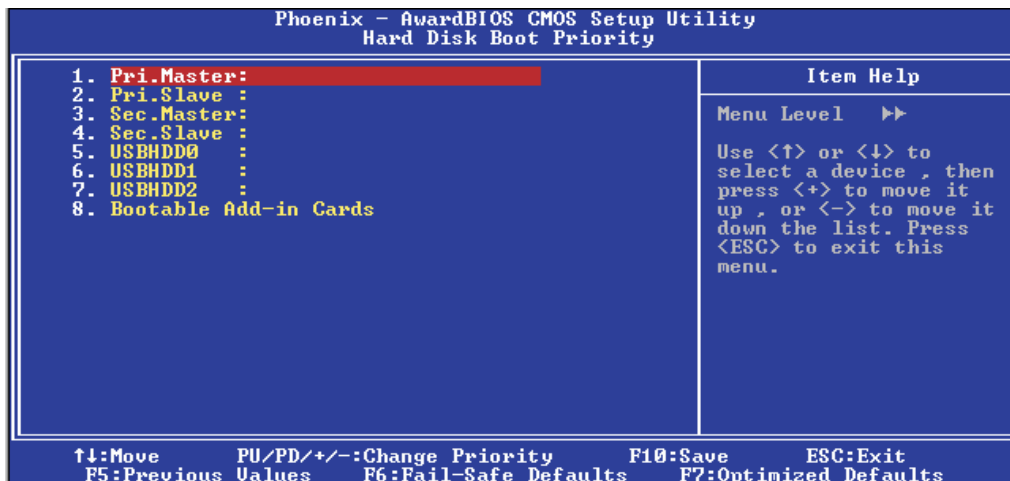 Phoenix - AwardBIOS CMOS Setup Utility
Hard Disk Boot Priority
1. Pri.Master:
2. Pri.Slave :
3. Sec.Master:
4. Sec.Slave :
5. USBHDD0 :
6. USBHDD1 :
7. USBHDD2 :
8. Bootable Add-in Cards
Item Help
Menu Level ▸▸
Use <↑> or <↓> to
select a device , then
press <+> to move it
up , or <-> to move it
down the list. Press
<ESC> to exit this
menu.
↑↓:Move PU/PD/+/-:Change Priority F10:Save ESC:Exit
F5:Previous Values F6:Fail-Safe Defaults F7:Optimized Defaults